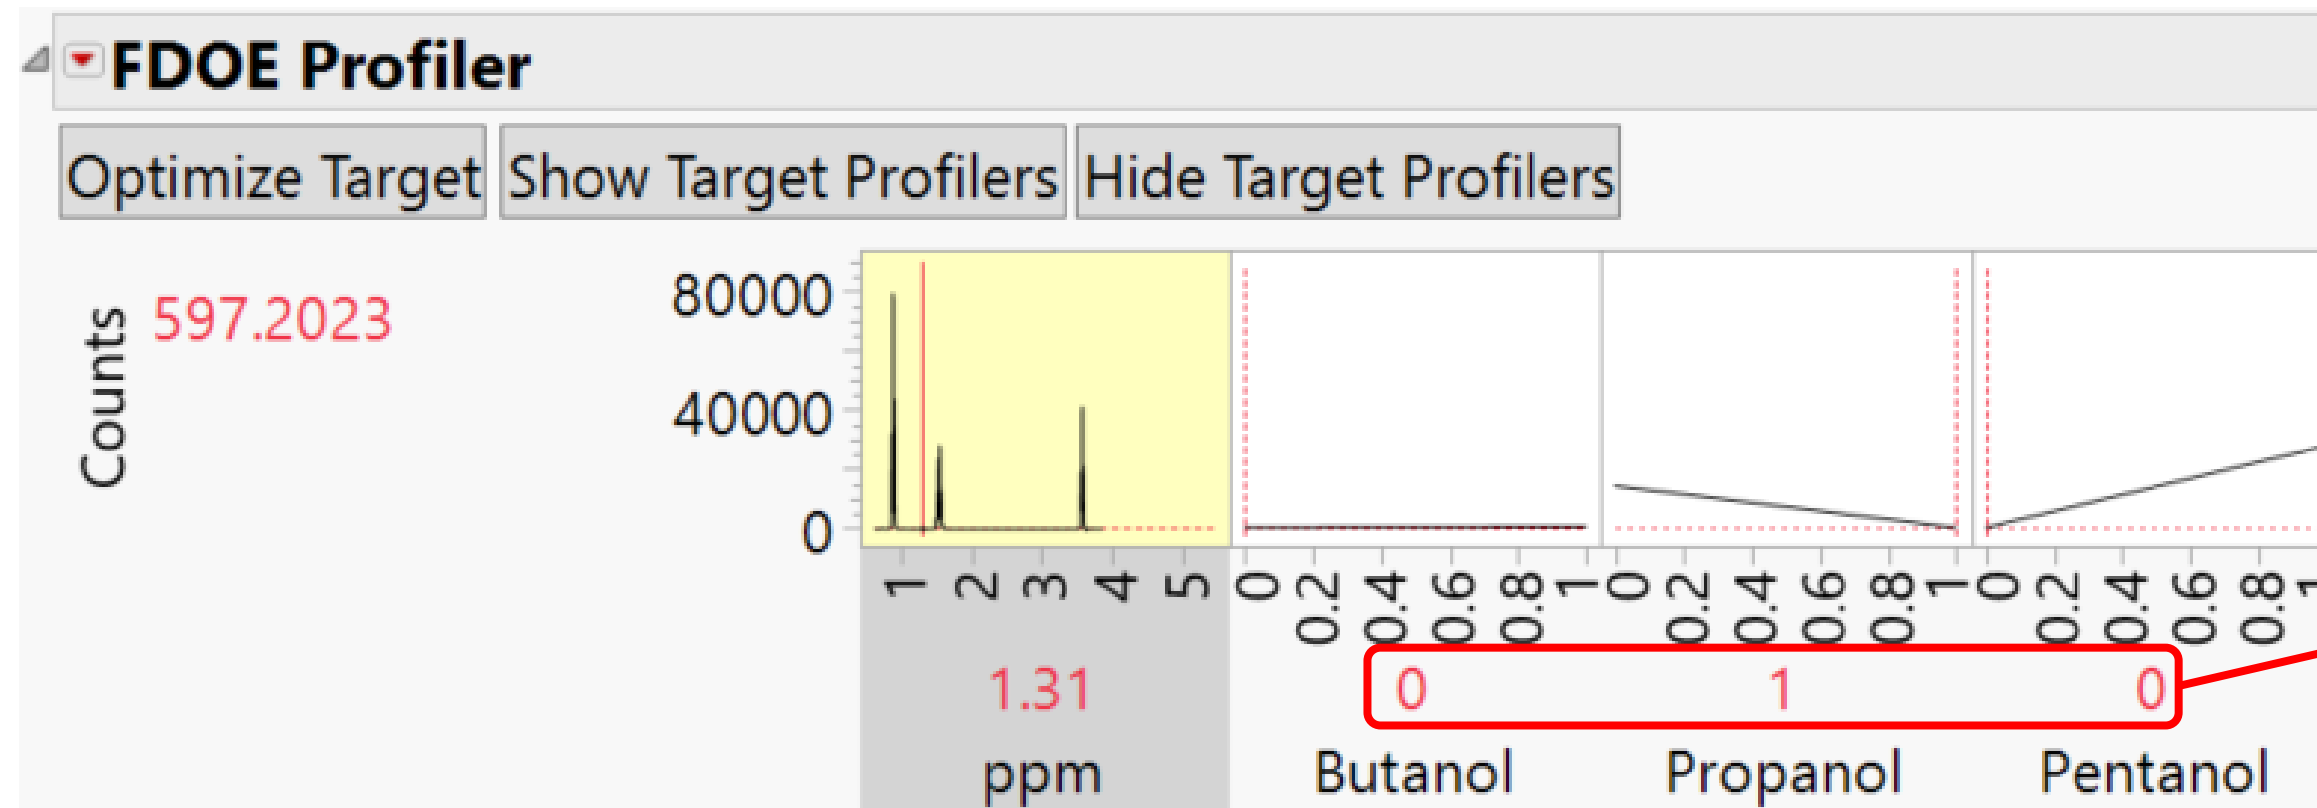 FDOE Profiler
Optimize Target Show Target Profilers Hide Target Profilers
Counts
597.2023
80000
40000
0
1 2 3 4 5 0 0.2 0.4 0.6 0.8 1 0 0.2 0.4 0.6 0.8 1 0 0.2 0.4 0.6 0.8 1
1.31 0 1 0
ppm Butanol Propanol Pentanol